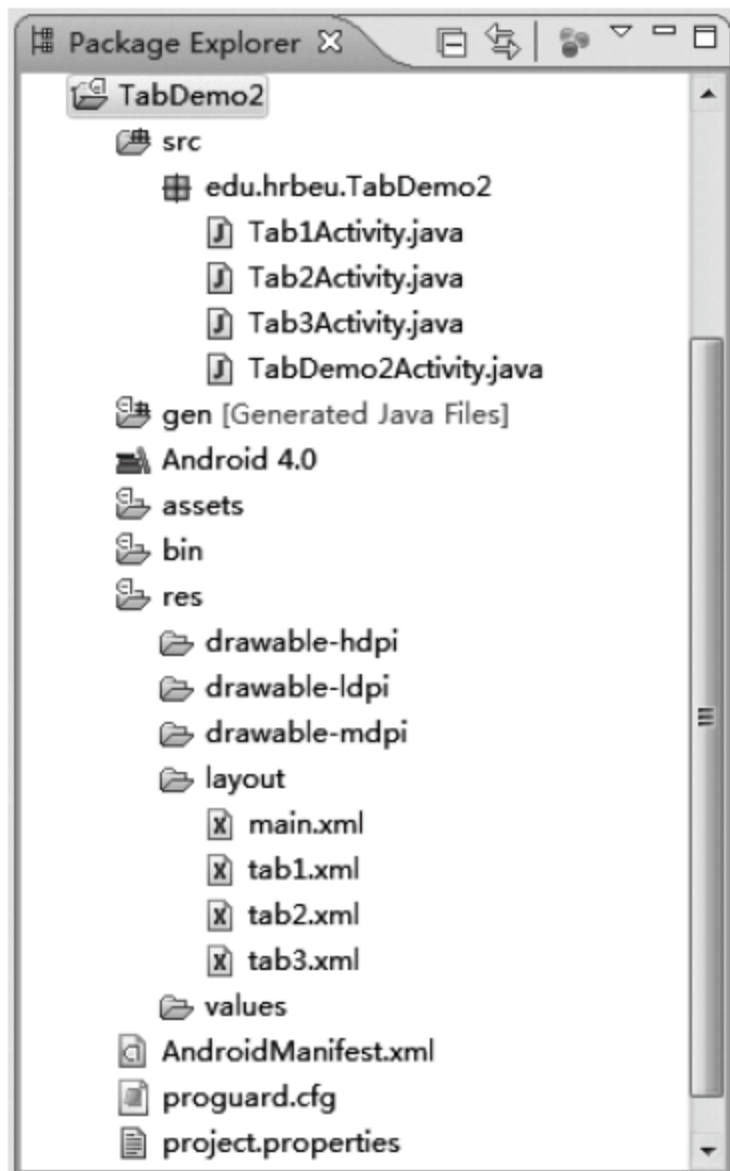 Package Explorer
TabDemo2
src
edu.hrbeu.TabDemo2
Tab1Activity.java
Tab2Activity.java
Tab3Activity.java
TabDemo2Activity.java
gen [Generated Java Files]
Android 4.0
assets
bin
res
drawable-hdpi
drawable-ldpi
drawable-mdpi
layout
main.xml
tab1.xml
tab2.xml
tab3.xml
values
AndroidManifest.xml
proguard.cfg
project.properties